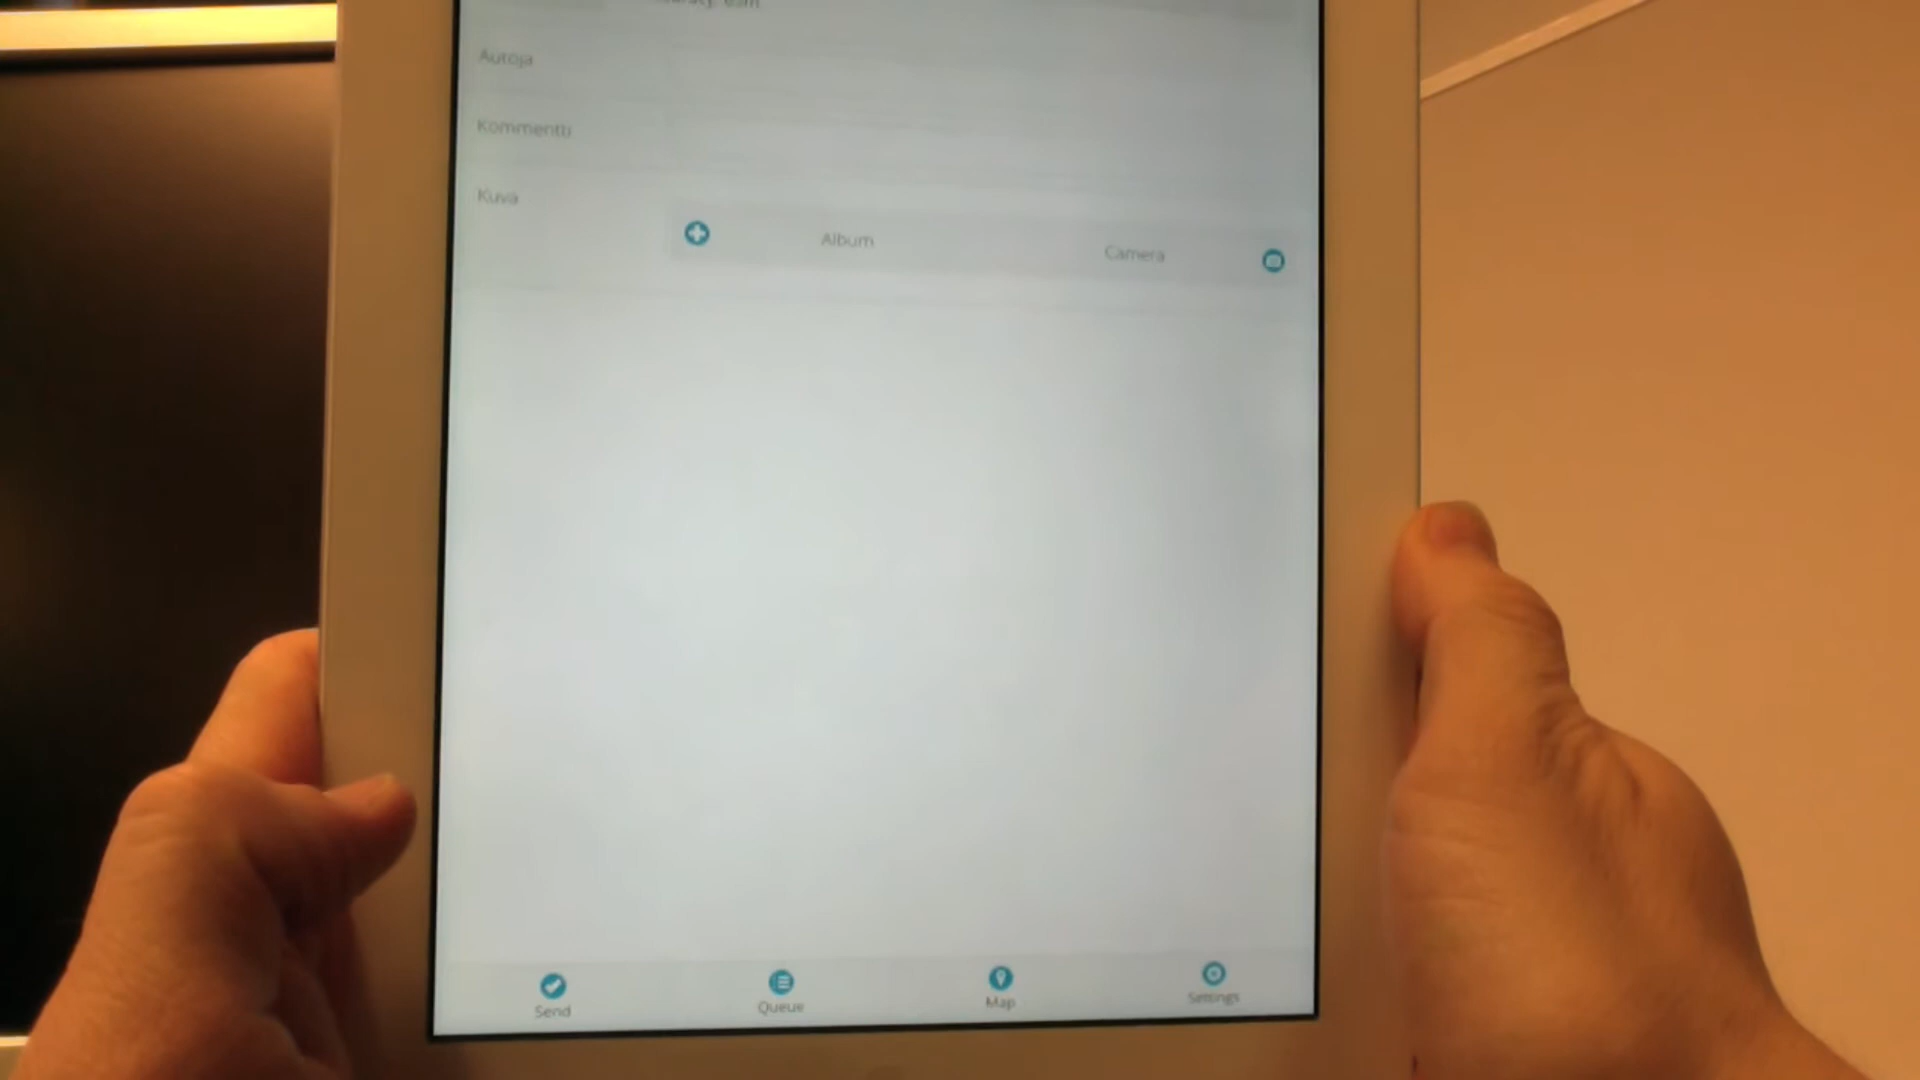 Autoja
Kommentti
Kuva
Album
Camera
Send
Queue
Map
Settings